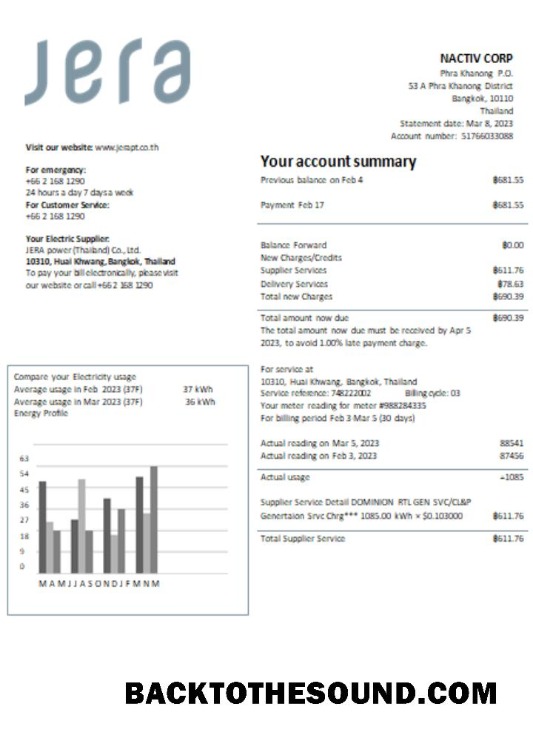 jera
NACTIV CORP
Phra Khanong P.O.
53 A Phra Khanong District
Bangkok, 10110
Thailand
Statement date: Mar 8, 2023
Account number: 51766033088
Visit our website: www.jerapt.co.th
For emergency:
+66 2 168 1290
24 hours a day 7 days a week
For Customer Service:
+66 2 168 1290
Your Electric Supplier:
JERA power (Thailand) Co., Ltd.
10310, Huai Khwang, Bangkok, Thailand
To pay your bill electronically, please visit
our website or call +66 2 168 1290
Your account summary
Previous balance on Feb 4 ฿681.55
Payment Feb 17 ฿681.55
Balance Forward ฿0.00
New Charges/Credits
Supplier Services ฿611.76
Delivery Services ฿78.63
Total new Charges ฿690.39
Total amount now due ฿690.39
The total amount now due must be received by Apr 5
2023, to avoid 1.00% late payment charge.
Compare your Electricity usage
Average usage in Feb 2023 (37F) 37 kWh
Average usage in Mar 2023 (37F) 36 kWh
Energy Profile
63
54
45
36
27
18
9
0
M A M J J A S O N D J F M N M
For service at
10310, Huai Khwang, Bangkok, Thailand
Service reference: 748222002 Billing cycle: 03
Your meter reading for meter #988284335
For billing period Feb 3-Mar 5 (30 days)
Actual reading on Mar 5, 2023 88541
Actual reading on Feb 3, 2023 87456
Actual usage =1085
Supplier Service Detail DOMINION RTL GEN SVC/CL&P
Genertaion Srvc Chrg*** 1085.00 kWh × $0.103000 ฿611.76
Total Supplier Service ฿611.76
BACKTOTHESOUND.COM